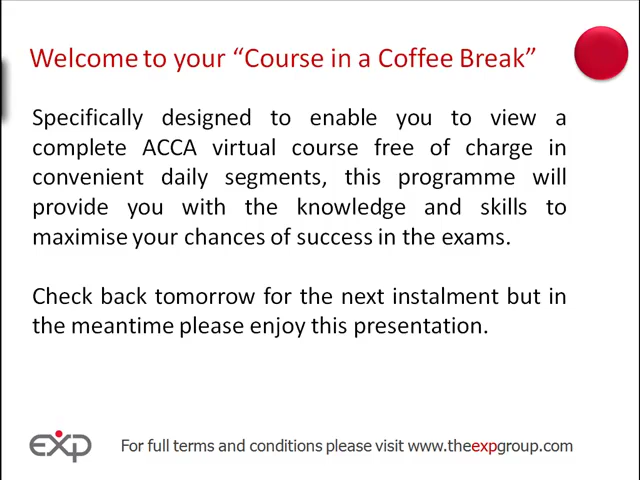 Welcome to your “Course in a Coffee Break”
Specifically designed to enable you to view a
complete ACCA virtual course free of charge in
convenient daily segments, this programme will
provide you with the knowledge and skills to
maximise your chances of success in the exams.
Check back tomorrow for the next instalment but in
the meantime please enjoy this presentation.
exp
For full terms and conditions please visit www.theexpgroup.com